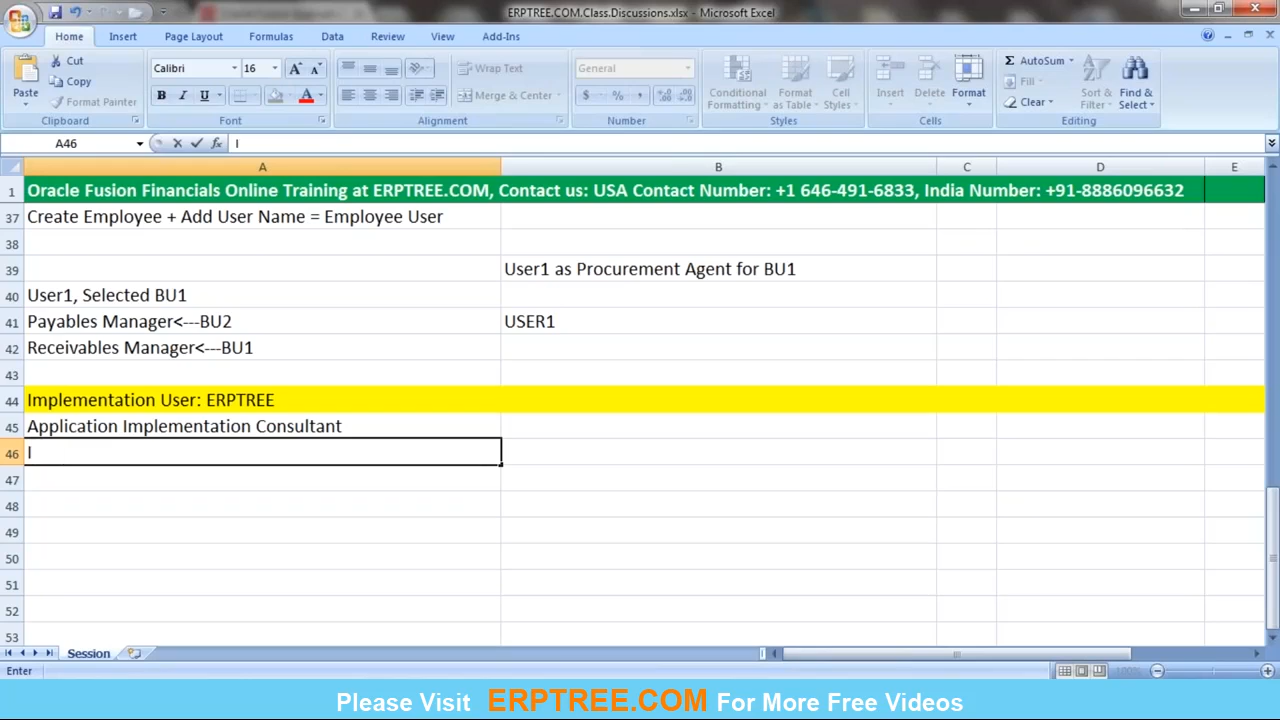 ERPTREE.COM.Class.Discussions.xlsx - Microsoft Excel
Home Insert Page Layout Formulas Data Review View Add-Ins
Paste Cut Copy Format Painter Clipboard
Calibri 16 A A B I U A Font
Wrap Text Merge & Center Alignment
General $ % , Number
Conditional Formatting Format as Table Cell Styles Styles
Insert Delete Format Cells
Σ AutoSum Fill Clear Sort & Filter Find & Select Editing
A46 fx I
A B C D E
1 Oracle Fusion Financials Online Training at ERPTREE.COM, Contact us: USA Contact Number: +1 646-491-6833, India Number: +91-8886096632
37 Create Employee + Add User Name = Employee User
38
39 User1 as Procurement Agent for BU1
40 User1, Selected BU1
41 Payables Manager<---BU2 USER1
42 Receivables Manager<---BU1
43
44 Implementation User: ERPTREE
45 Application Implementation Consultant
46 I
47
48
49
50
51
52
53
Session
Enter 100%
Please Visit ERPTREE.COM For More Free Videos